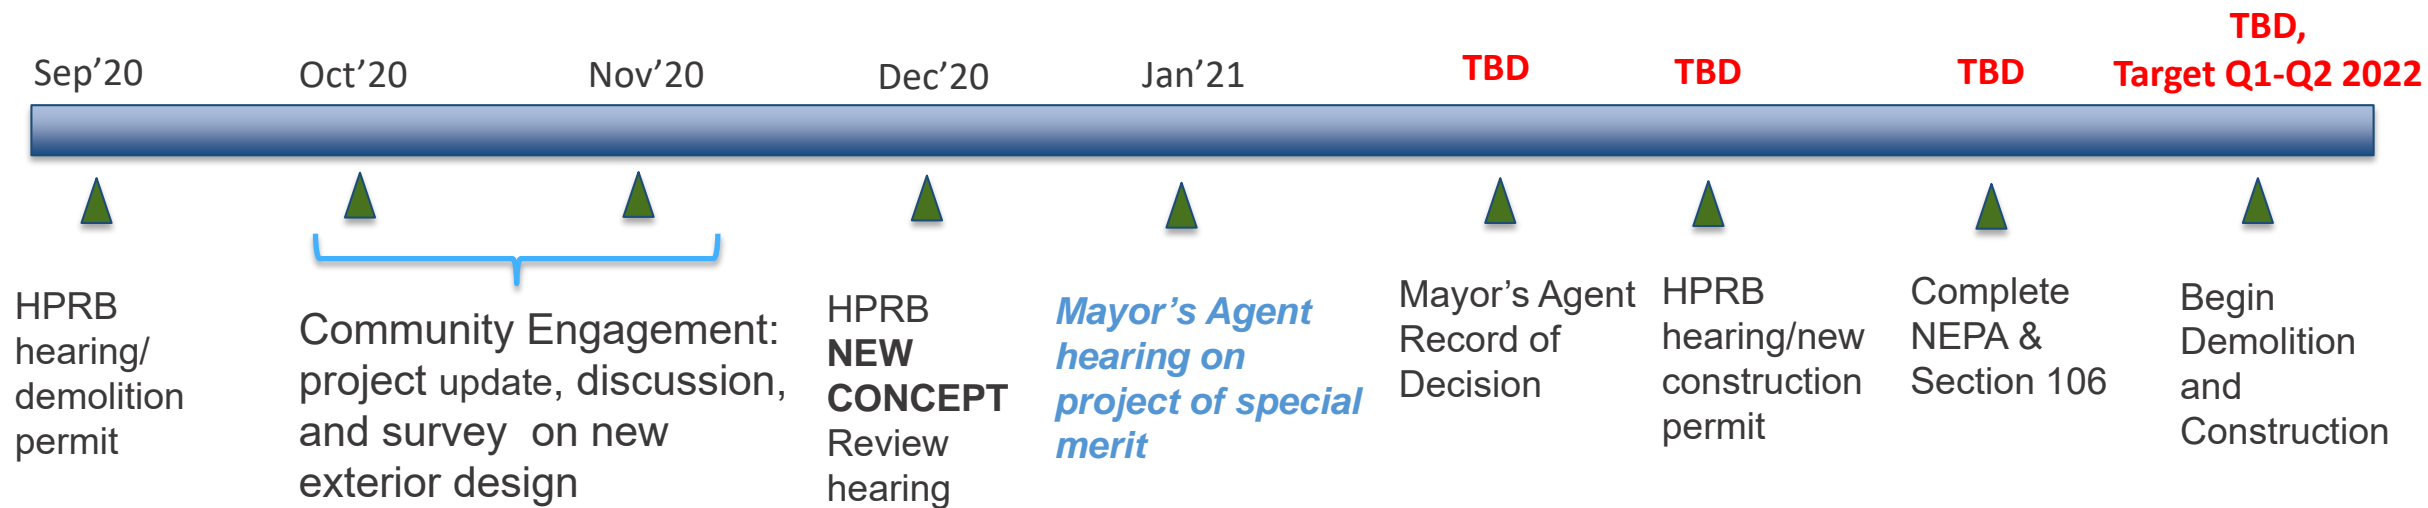 Sep’20
Oct’20
Nov’20
Dec’20
Jan’21
TBD
TBD
TBD
TBD,
Target Q1-Q2 2022
HPRB
hearing/
demolition
permit
Community Engagement:
project update, discussion,
and survey on new
exterior design
HPRB
NEW
CONCEPT
Review
hearing
Mayor’s Agent
hearing on
project of special
merit
Mayor’s Agent
Record of
Decision
HPRB
hearing/new
construction
permit
Complete
NEPA &
Section 106
Begin
Demolition
and
Construction